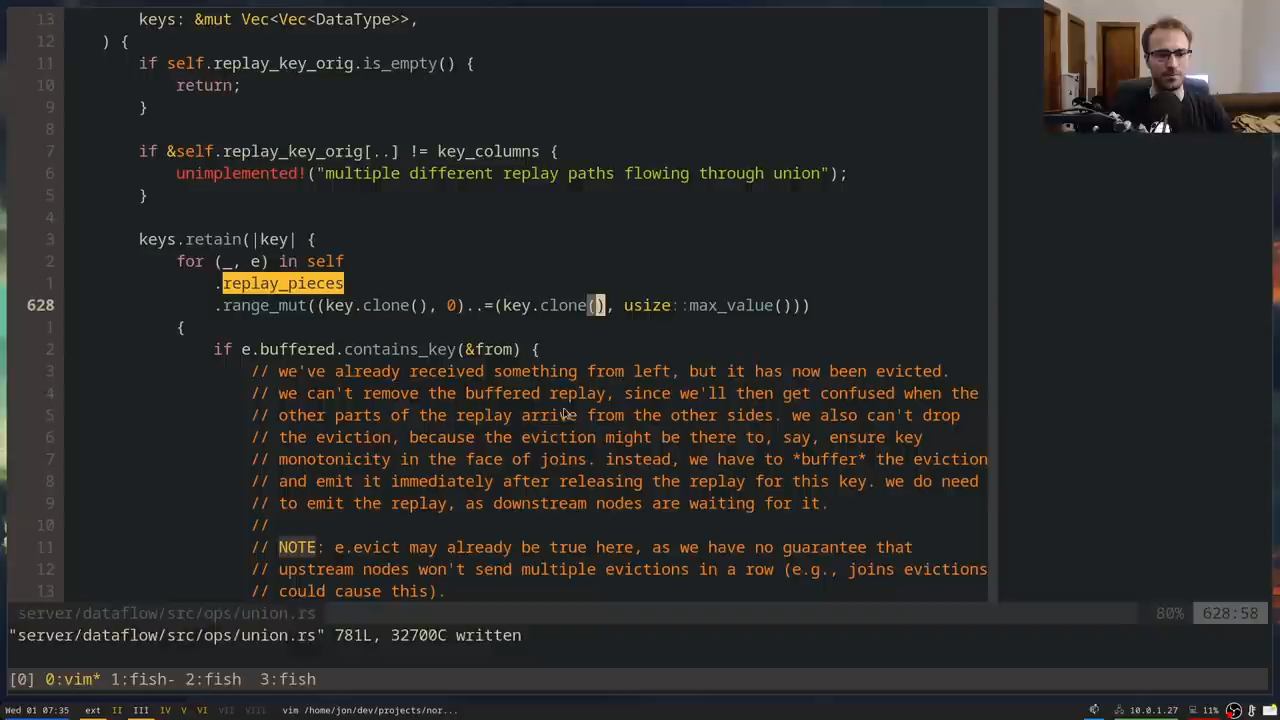 13 keys: &mut Vec<Vec<DataType>>,
12 ) {
11 if self.replay_key_orig.is_empty() {
10 return;
9 }
8
7 if &self.replay_key_orig[..] != key_columns {
6 unimplemented!("multiple different replay paths flowing through union");
5 }
4
3 keys.retain(|key| {
2 for (_, e) in self
1 .replay_pieces
628 .range_mut((key.clone(), 0)..=(key.clone(), usize::max_value()))
1 {
2 if e.buffered.contains_key(&from) {
3 // we've already received something from left, but it has now been evicted.
4 // we can't remove the buffered replay, since we'll then get confused when the
5 // other parts of the replay arrive from the other sides. we also can't drop
6 // the eviction, because the eviction might be there to, say, ensure key
7 // monotonicity in the face of joins. instead, we have to *buffer* the eviction
8 // and emit it immediately after releasing the replay for this key. we do need
9 // to emit the replay, as downstream nodes are waiting for it.
10 //
11 // NOTE: e.evict may already be true here, as we have no guarantee that
12 // upstream nodes won't send multiple evictions in a row (e.g., joins evictions
13 // could cause this).
server/dataflow/src/ops/union.rs 80% 628:58
"server/dataflow/src/ops/union.rs" 781L, 32700C written
[0] 0:vim* 1:fish- 2:fish 3:fish
Wed 01 07:35 ext II III IV V VI VII VIII vim /home/jon/dev/projects/nor... 10.0.1.27 11%